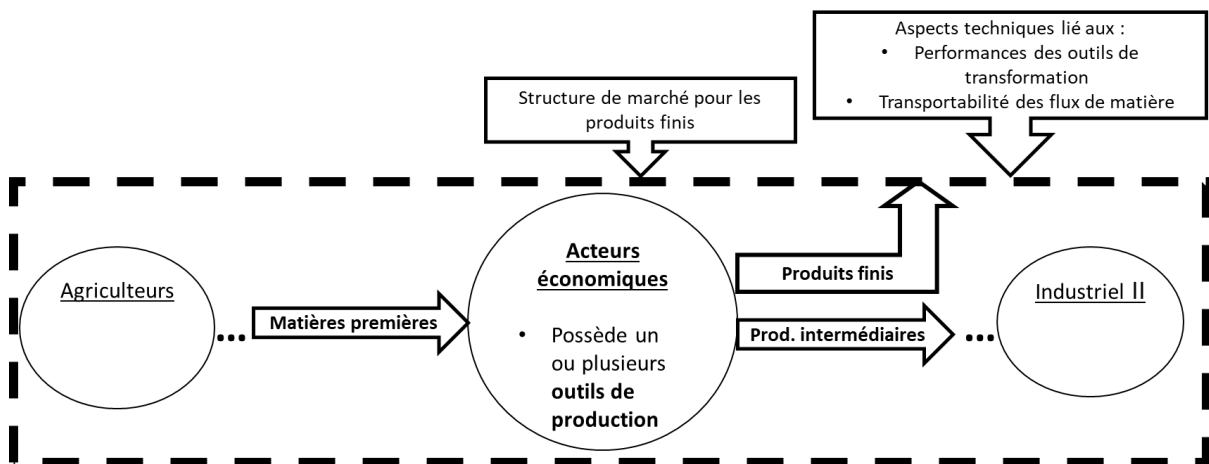 Aspects techniques lié aux :
• Performances des outils de
transformation
• Transportabilité des flux de matière
Structure de marché pour les
produits finis
Agriculteurs
...
Matières premières
Acteurs
économiques
• Possède un
ou plusieurs
outils de
production
Produits finis
Prod. intermédiaires
...
Industriel II